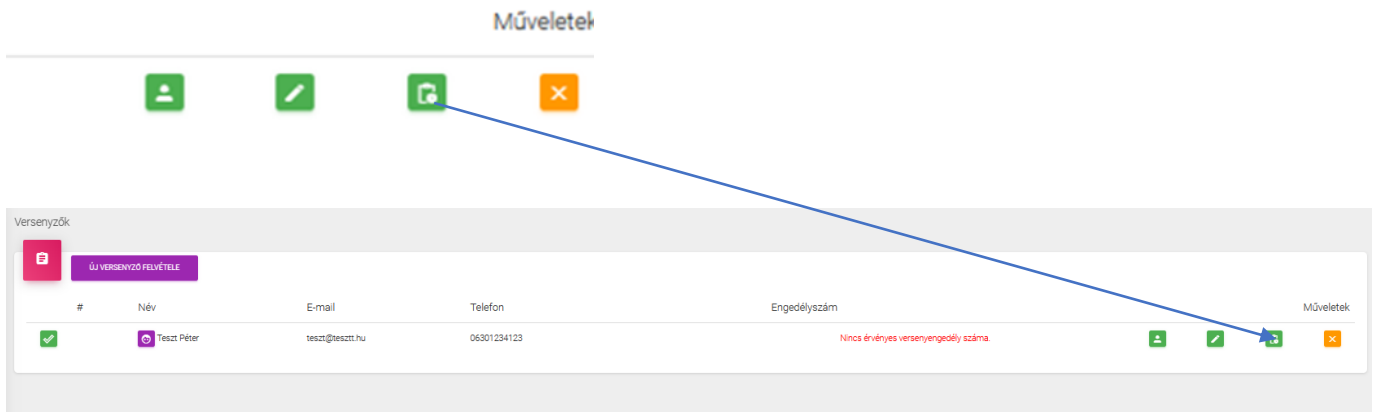 Műveletek
Versenyzők
ÚJ VERSENYZŐ FELVÉTELE
# Név E-mail Telefon Engedélyszám Műveletek
Teszt Péter teszt@tesztt.hu 06301234123 Nincs érvényes versenyengedély száma.